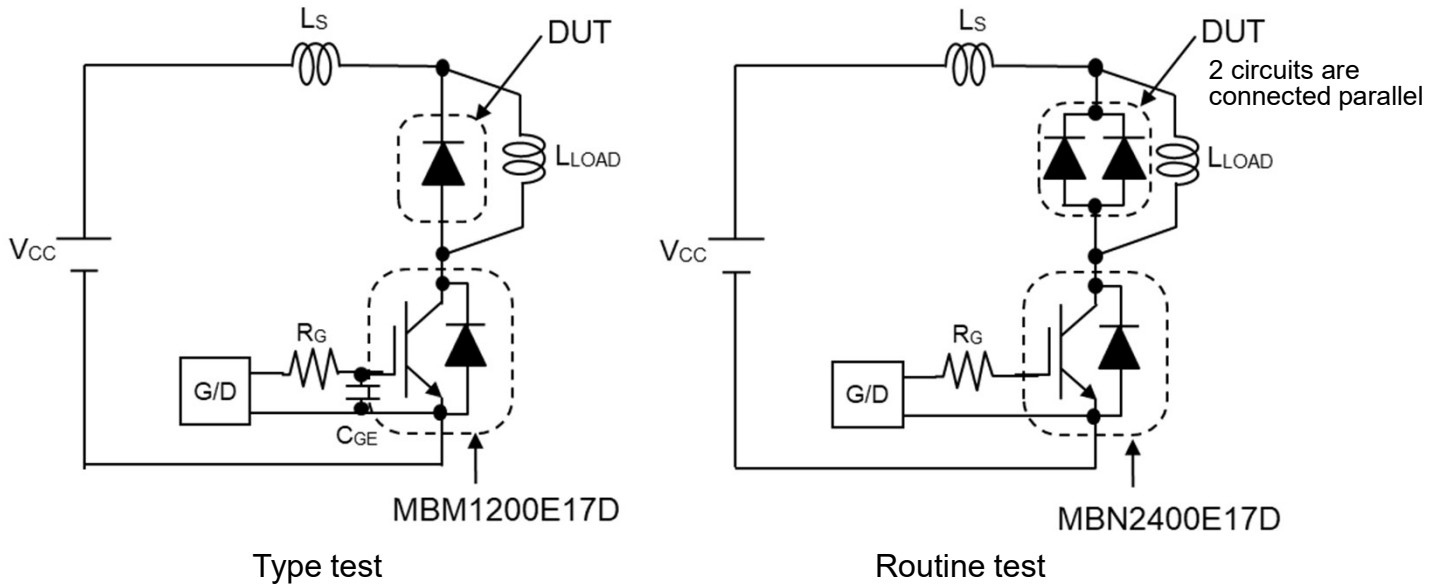 LS
DUT
VCC
LLOAD
RG
G/D
CGE
MBM1200E17D
Type test
LS
DUT
2 circuits are
connected parallel
VCC
LLOAD
RG
G/D
MBN2400E17D
Routine test